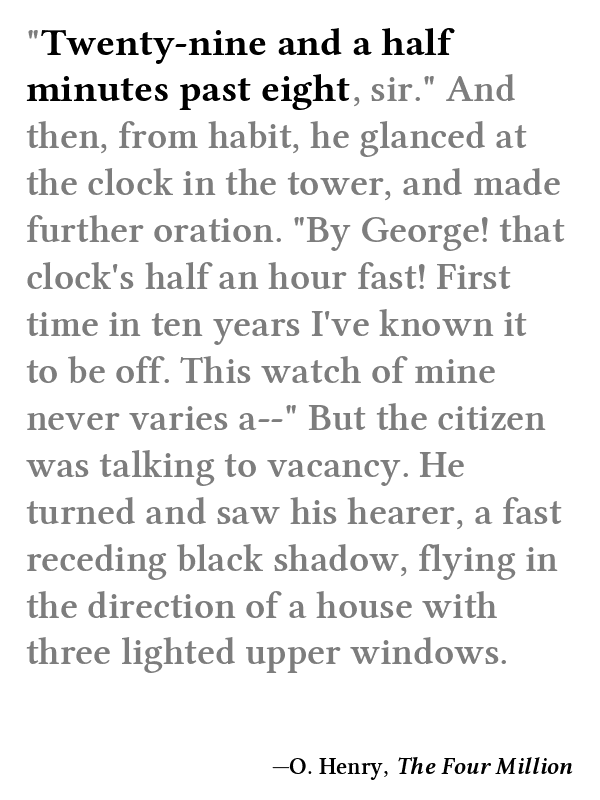 "Twenty-nine and a half
minutes past eight, sir." And
then, from habit, he glanced at
the clock in the tower, and made
further oration. "By George! that
clock's half an hour fast! First
time in ten years I've known it
to be off. This watch of mine
never varies a--" But the citizen
was talking to vacancy. He
turned and saw his hearer, a fast
receding black shadow, flying in
the direction of a house with
three lighted upper windows.
—O. Henry, The Four Million